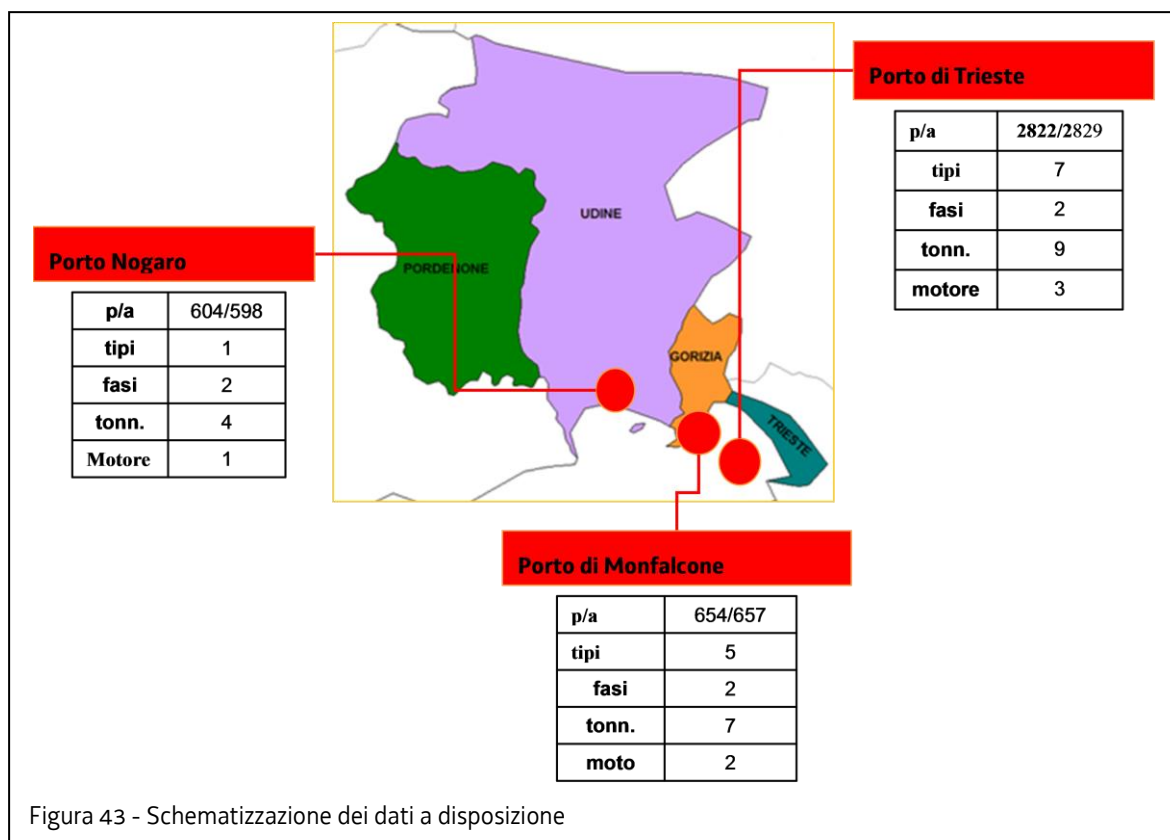 Porto di Trieste
p/a 2822/2829
tipi 7
fasi 2
tonn. 9
motore 3
UDINE
PORDENONE
GORIZIA
TRIESTE
Porto Nogaro
p/a 604/598
tipi 1
fasi 2
tonn. 4
Motore 1
Porto di Monfalcone
p/a 654/657
tipi 5
fasi 2
tonn. 7
moto 2
Figura 43 - Schematizzazione dei dati a disposizione